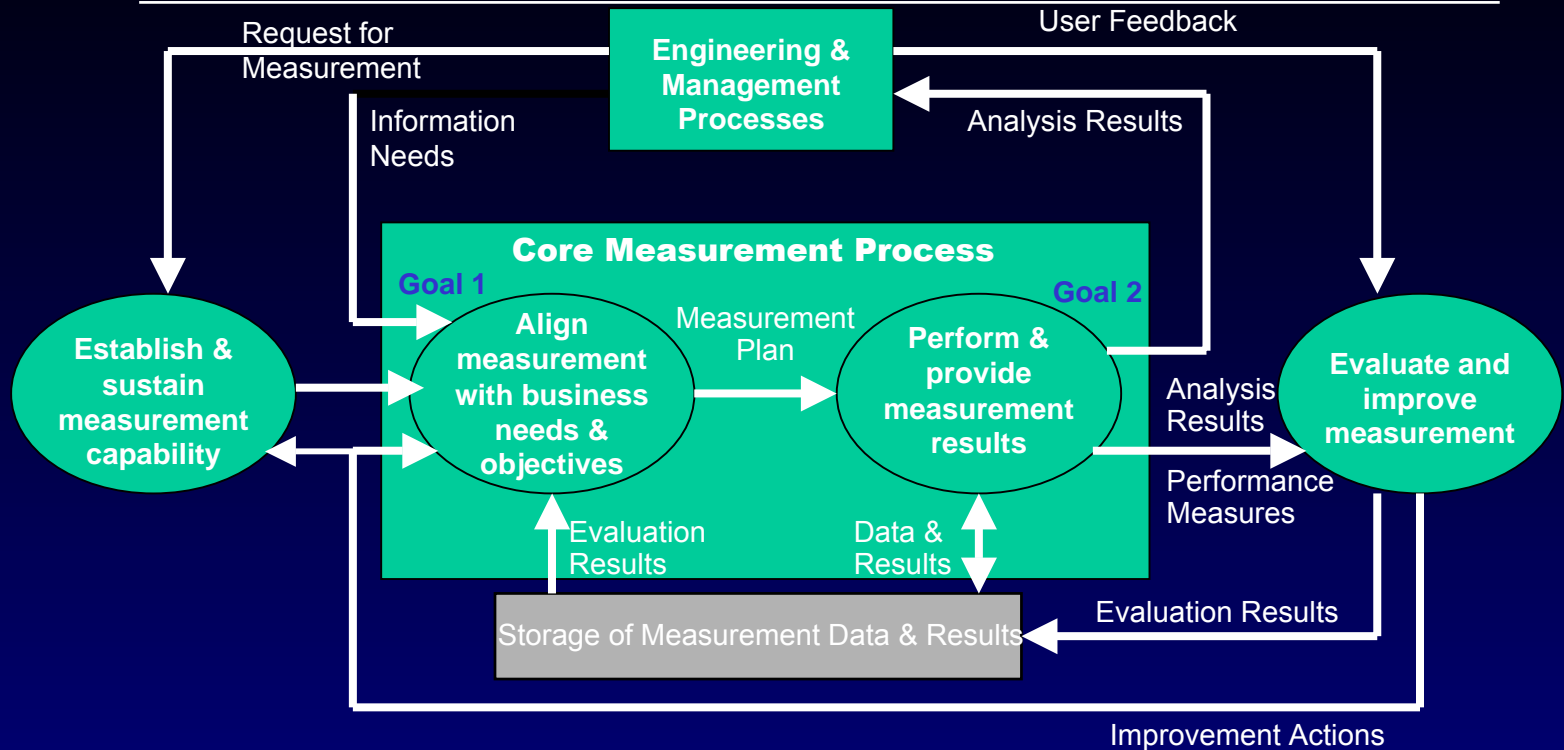 Request for
Measurement
Engineering &
Management
Processes
User Feedback
Information
Needs
Analysis Results
Core Measurement Process
Goal 1
Goal 2
Establish &
sustain
measurement
capability
Align
measurement
with business
needs &
objectives
Measurement
Plan
Perform &
provide
measurement
results
Analysis
Results
Performance
Measures
Evaluate and
improve
measurement
Evaluation
Results
Data &
Results
Storage of Measurement Data & Results
Evaluation Results
Improvement Actions